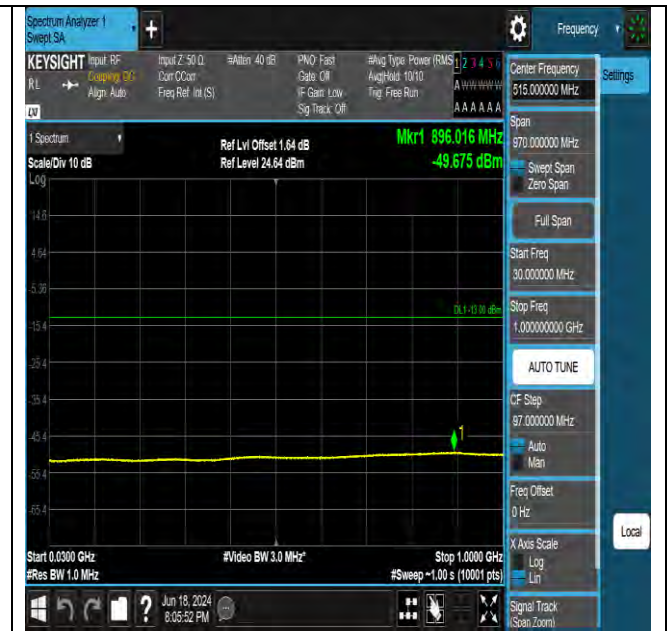 Spectrum Analyzer 1
Swept SA
+
Frequency
KEYSIGHT
RL
LXI
Input: RF
Coupling: DC
Align: Auto
Input Z: 50 Ω
Corr CCorr
Freq Ref: Int (S)
#Atten: 40 dB
PNO: Fast
Gate: Off
IF Gain: Low
Sig Track: Off
#Avg Type: Power (RMS
Avg|Hold: 10/10
Trig: Free Run
1 2 3 4 5 6
A W W W W W
A A A A A A
1 Spectrum
Scale/Div 10 dB
Log
Ref Lvl Offset 1.64 dB
Ref Level 24.64 dBm
Mkr1 896.016 MHz
-49.675 dBm
14.6
4.64
-5.36
DL1 -13.00 dBm
-15.4
-25.4
-35.4
-45.4
1
-55.4
-65.4
Start 0.0300 GHz
#Res BW 1.0 MHz
#Video BW 3.0 MHz*
Stop 1.0000 GHz
#Sweep ~1.00 s (10001 pts)
?
Jun 18, 2024
6:05:52 PM
Center Frequency
515.000000 MHz
Span
970.000000 MHz
Swept Span
Zero Span
Full Span
Start Freq
30.000000 MHz
Stop Freq
1.000000000 GHz
AUTO TUNE
CF Step
97.000000 MHz
Auto
Man
Freq Offset
0 Hz
X Axis Scale
Log
Lin
Signal Track
(Span Zoom)
Settings
Local